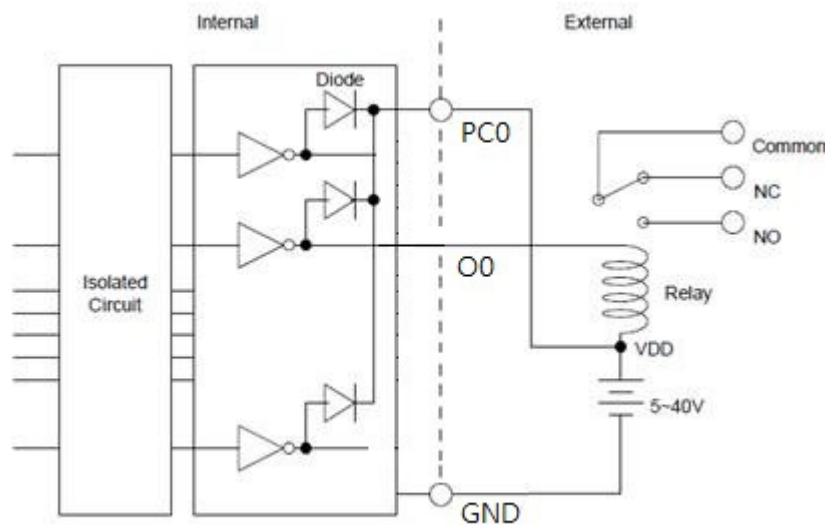 Internal
External
Diode
PC0
Common
NC
NO
O0
Isolated
Circuit
Relay
VDD
5~40V
GND